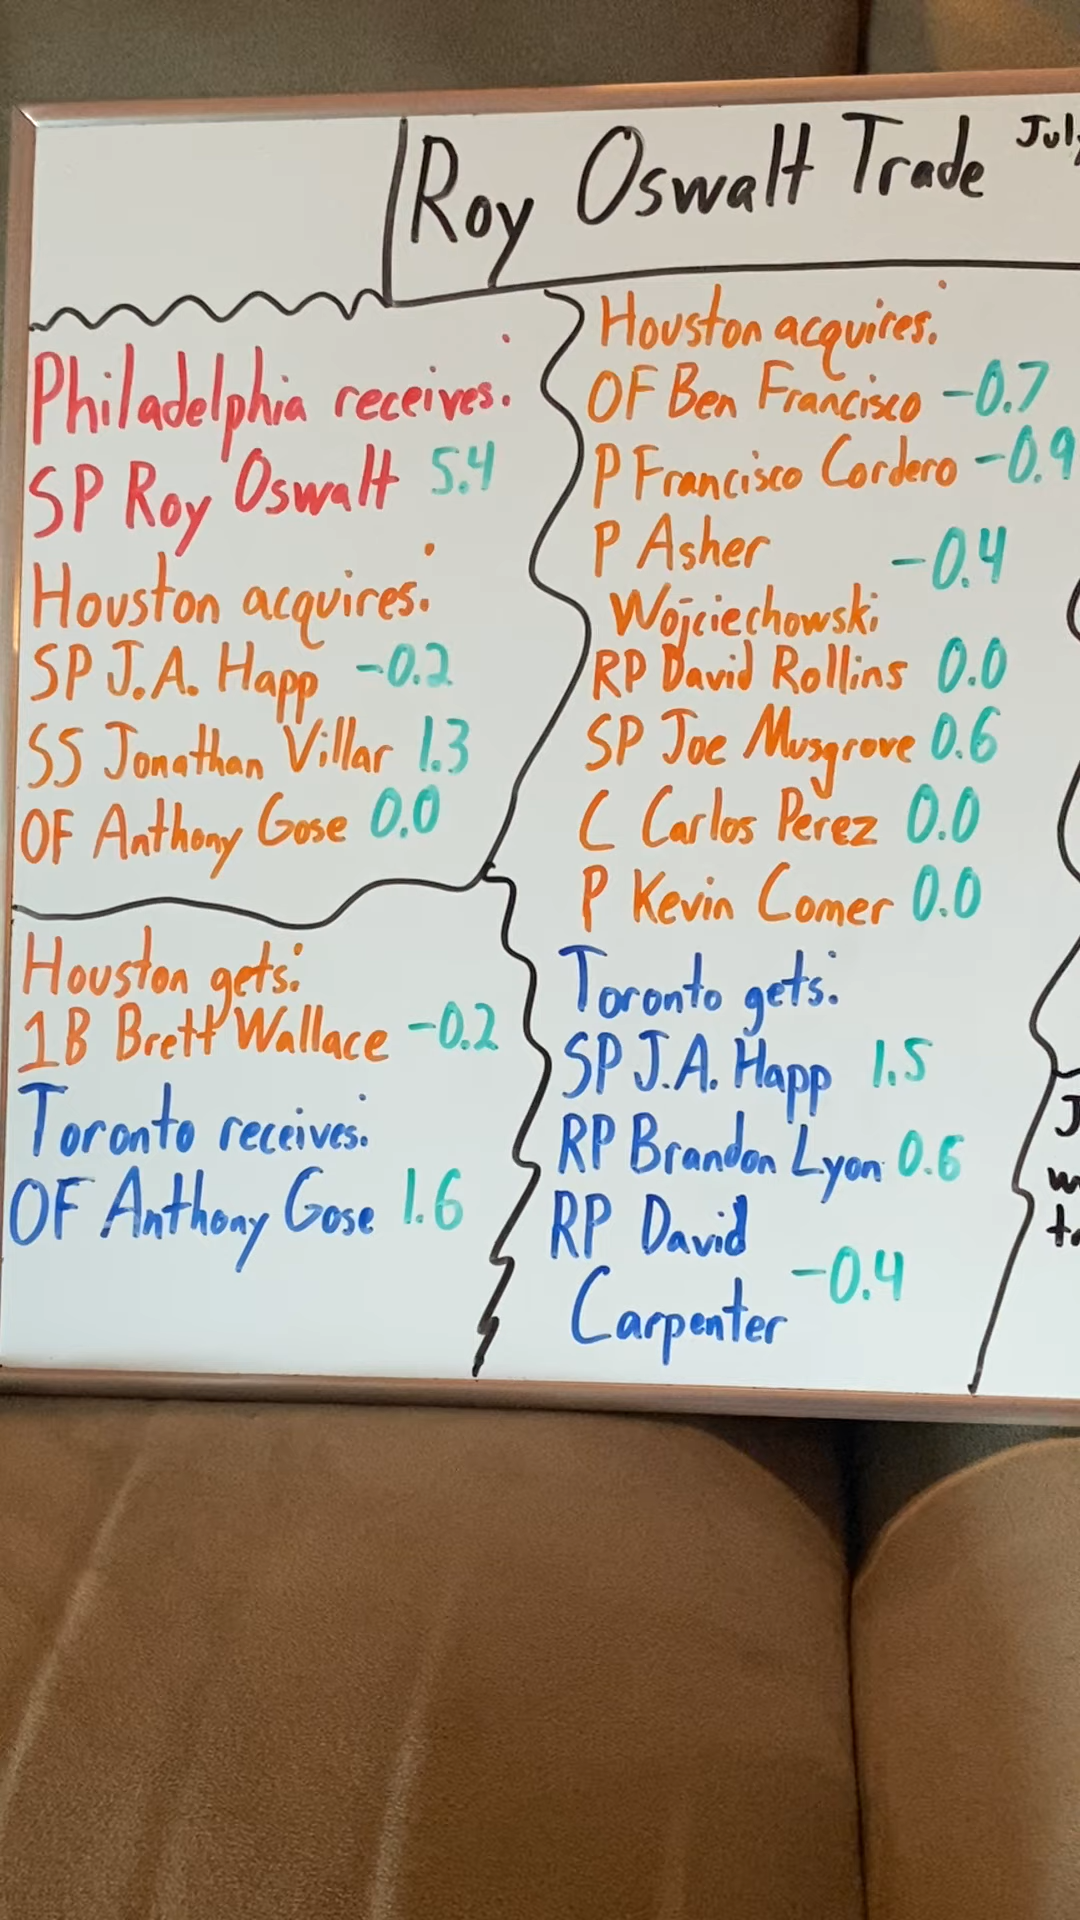 Roy Oswalt Trade
Philadelphia receives:
SP Roy Oswalt 5.4
Houston acquires:
SP J.A. Happ -0.2
SS Jonathan Villar 1.3
OF Anthony Gose 0.0
Houston gets:
1B Brett Wallace -0.2
Toronto receives:
OF Anthony Gose 1.6
Houston acquires:
OF Ben Francisco -0.7
P Francisco Cordero -0.9
P Asher -0.4
Wojciechowski
RP David Rollins 0.0
SP Joe Musgrove 0.6
C Carlos Perez 0.0
P Kevin Comer 0.0
Toronto gets:
SP J.A. Happ 1.5
RP Brandon Lyon 0.6
RP David
Carpenter -0.4